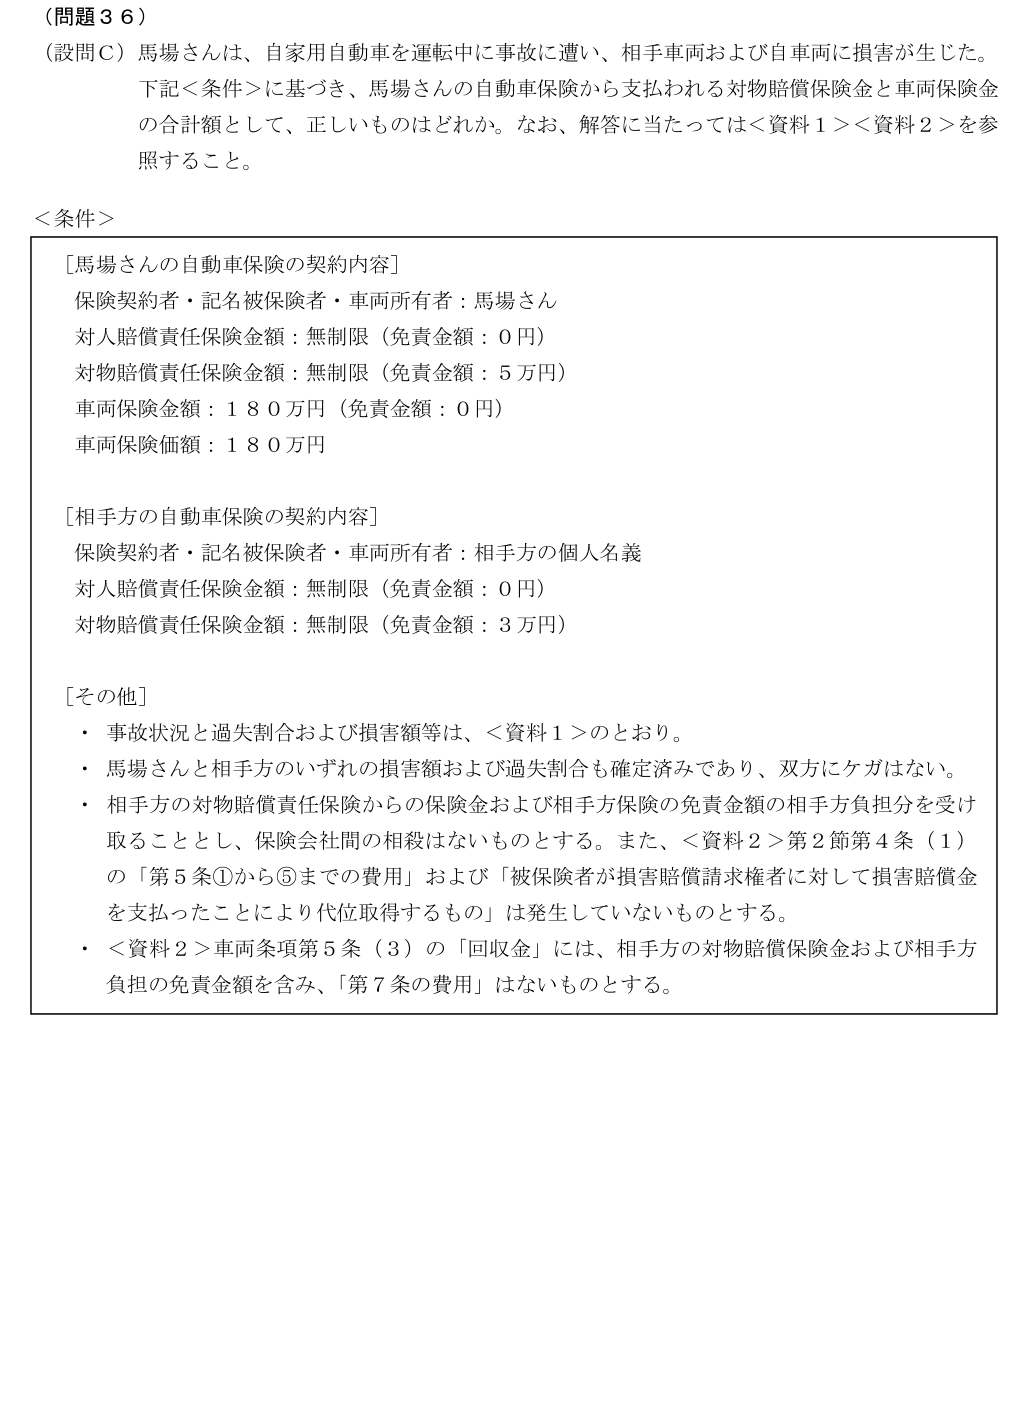 （問題３６）
（設問Ｃ）馬場さんは、自家用自動車を運転中に事故に遭い、相手車両および自車両に損害が生じた。
下記＜条件＞に基づき、馬場さんの自動車保険から支払われる対物賠償保険金と車両保険金
の合計額として、正しいものはどれか。なお、解答に当たっては＜資料１＞＜資料２＞を参
照すること。
＜条件＞
［馬場さんの自動車保険の契約内容］
保険契約者・記名被保険者・車両所有者：馬場さん
対人賠償責任保険金額：無制限（免責金額：０円）
対物賠償責任保険金額：無制限（免責金額：５万円）
車両保険金額：１８０万円（免責金額：０円）
車両保険価額：１８０万円
［相手方の自動車保険の契約内容］
保険契約者・記名被保険者・車両所有者：相手方の個人名義
対人賠償責任保険金額：無制限（免責金額：０円）
対物賠償責任保険金額：無制限（免責金額：３万円）
［その他］
・ 事故状況と過失割合および損害額等は、＜資料１＞のとおり。
・ 馬場さんと相手方のいずれの損害額および過失割合も確定済みであり、双方にケガはない。
・ 相手方の対物賠償責任保険からの保険金および相手方保険の免責金額の相手方負担分を受け
取ることとし、保険会社間の相殺はないものとする。また、＜資料２＞第２節第４条（１）
の「第５条①から⑤までの費用」および「被保険者が損害賠償請求権者に対して損害賠償金
を支払ったことにより代位取得するもの」は発生していないものとする。
・ ＜資料２＞車両条項第５条（３）の「回収金」には、相手方の対物賠償保険金および相手方
負担の免責金額を含み、「第７条の費用」はないものとする。